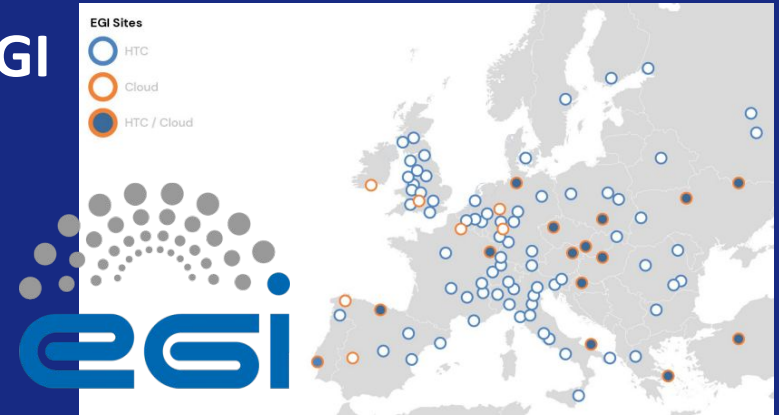 GI
EGI Sites
HTC
Cloud
HTC / Cloud
eGi